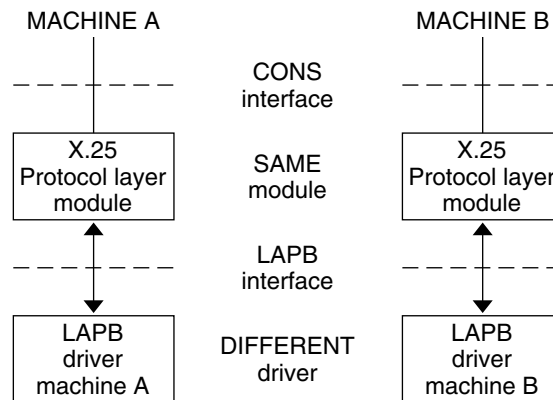 MACHINE A
MACHINE B
CONS
interface
X.25
Protocol layer
module
SAME
module
X.25
Protocol layer
module
LAPB
interface
LAPB
driver
machine A
DIFFERENT
driver
LAPB
driver
machine B